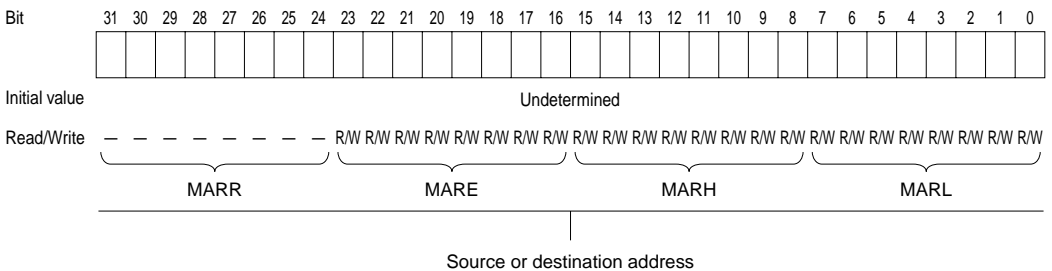 Bit 31 30 29 28 27 26 25 24 23 22 21 20 19 18 17 16 15 14 13 12 11 10 9 8 7 6 5 4 3 2 1 0
Initial value Undetermined
Read/Write — — — — — — — — R/W R/W R/W R/W R/W R/W R/W R/W R/W R/W R/W R/W R/W R/W R/W R/W R/W R/W R/W R/W R/W R/W R/W R/W
MARR MARE MARH MARL
Source or destination address